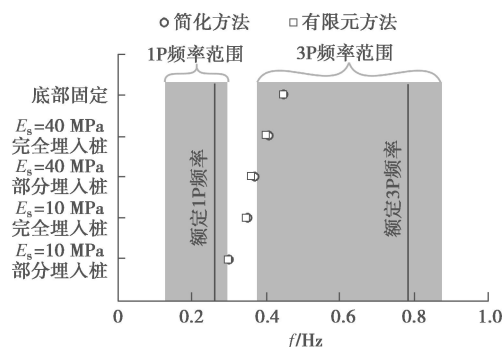 简化方法 有限元方法
1P频率范围 3P频率范围
底部固定
Es=40 MPa
完全埋入桩
Es=40 MPa
部分埋入桩
Es=10 MPa
完全埋入桩
Es=10 MPa
部分埋入桩
额定1P频率
额定3P频率
0 0.2 0.4 0.6 0.8 1.0
f/Hz